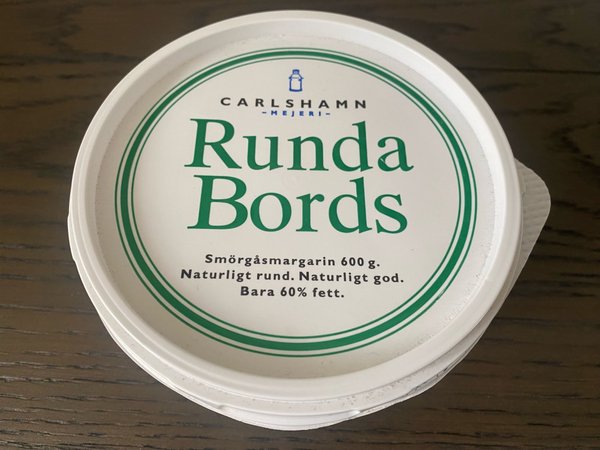 CARLSHAMN
MEJERI
Runda
Bords
Smörgåsmargarin 600 g.
Naturligt rund. Naturligt god.
Bara 60% fett.